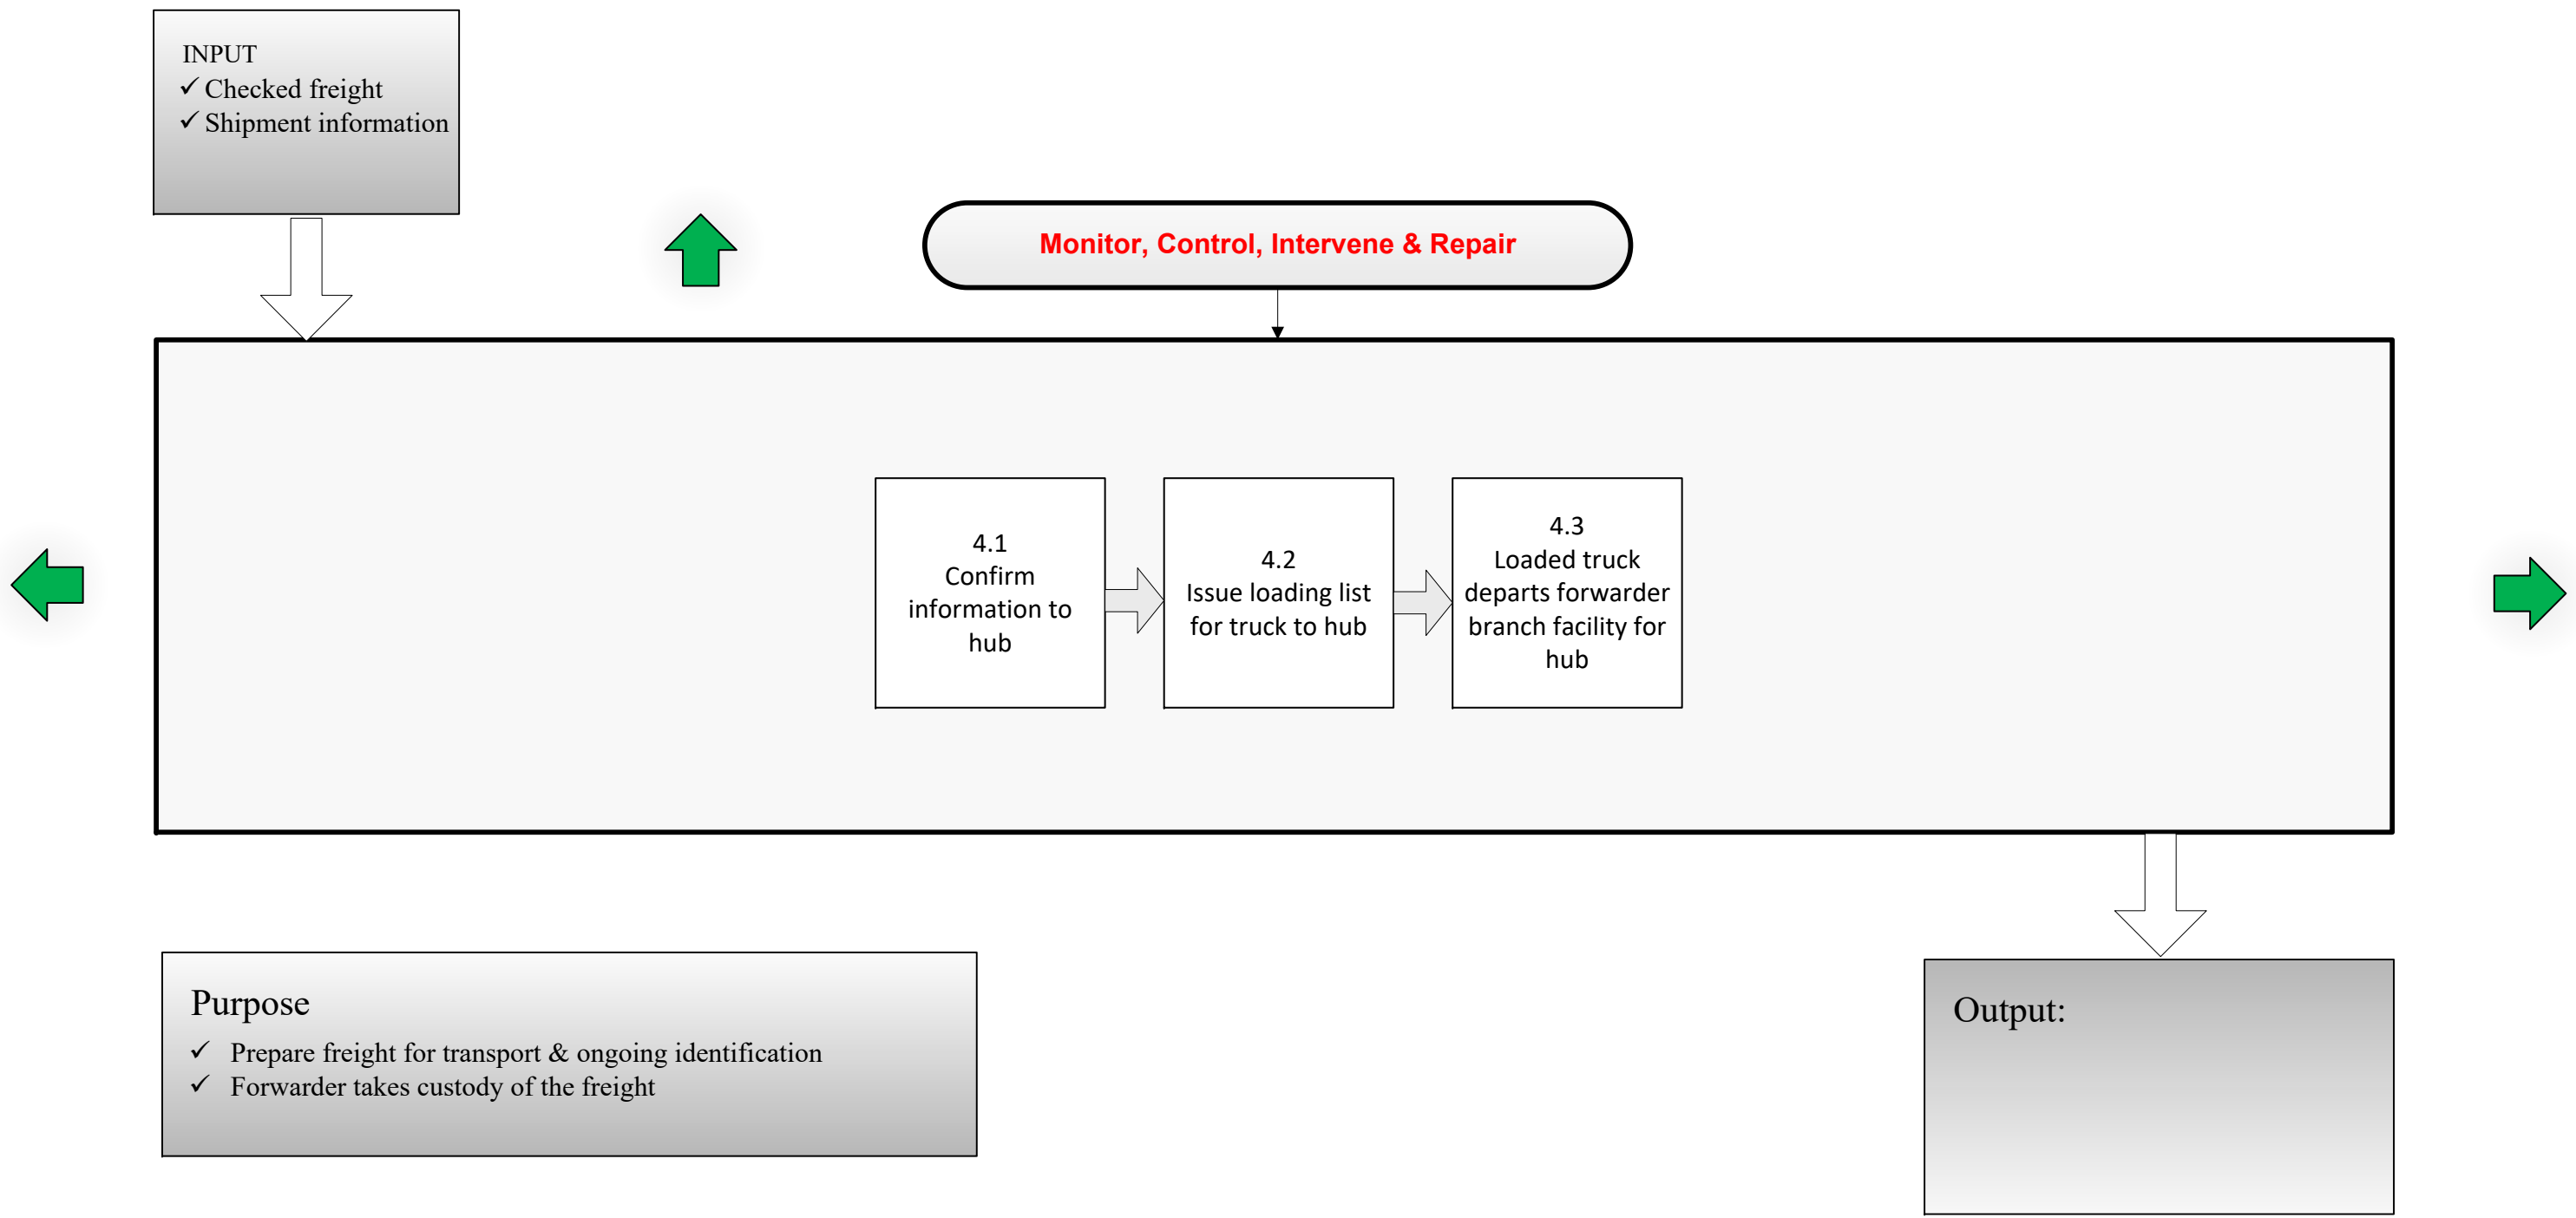 INPUT
✓ Checked freight
✓ Shipment information
Monitor, Control, Intervene & Repair
4.1
Confirm
information to
hub
4.2
Issue loading list
for truck to hub
4.3
Loaded truck
departs forwarder
branch facility for
hub
Purpose
✓ Prepare freight for transport & ongoing identification
✓ Forwarder takes custody of the freight
Output: